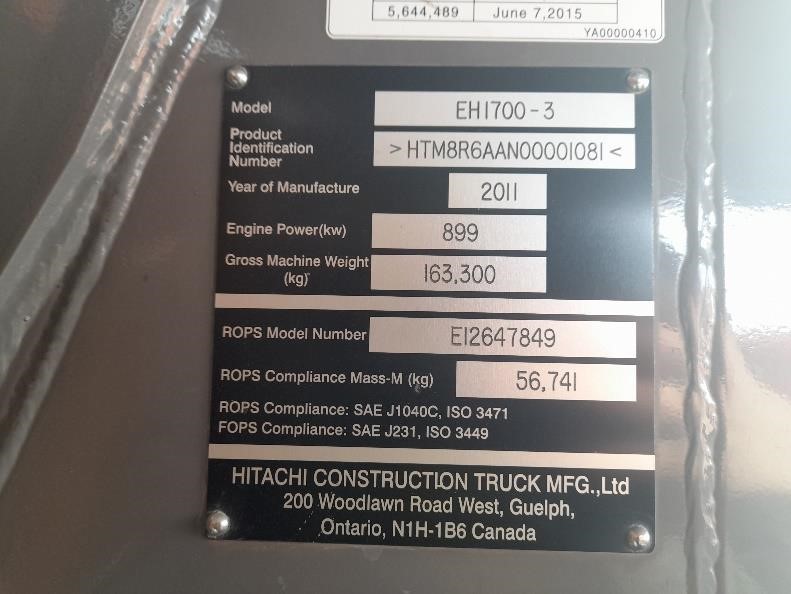 5,644,489 June 7,2015
YA00000410
Model EH1700-3
Product
Identification
Number >HTM8R6AAN00001081<
Year of Manufacture 2011
Engine Power(kw) 899
Gross Machine Weight
(kg) 163,300
ROPS Model Number E12647849
ROPS Compliance Mass-M (kg) 56,741
ROPS Compliance: SAE J1040C, ISO 3471
FOPS Compliance: SAE J231, ISO 3449
HITACHI CONSTRUCTION TRUCK MFG.,Ltd
200 Woodlawn Road West, Guelph,
Ontario, N1H-1B6 Canada